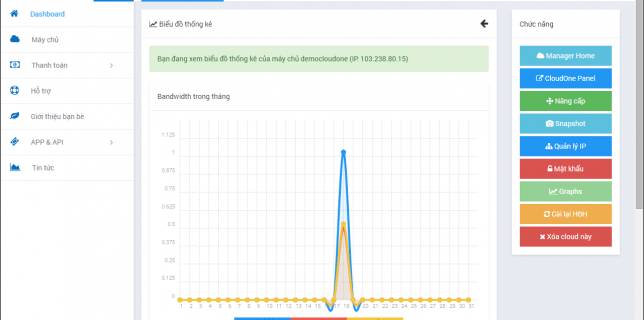 Dashboard
Máy chủ
Thanh toán
Hỗ trợ
Giới thiệu bạn bè
APP & API
Tin tức
Biểu đồ thống kê
Bạn đang xem biểu đồ thống kê của máy chủ democludone (IP. 103.238.80.15)
Bandwidth trong tháng
1.125
1
0.875
0.75
0.625
0.5
0.375
0.25
0.125
0
1 2 3 4 5 6 7 8 9 10 11 12 13 14 15 16 17 18 19 20 21 22 23 24 25 26 27 28 29 30 31
Chức năng
Manager Home
CloudOne Panel
Nâng cấp
Snapshot
Quản lý IP
Mật khẩu
Graphs
Cài lại HĐH
Xóa cloud này